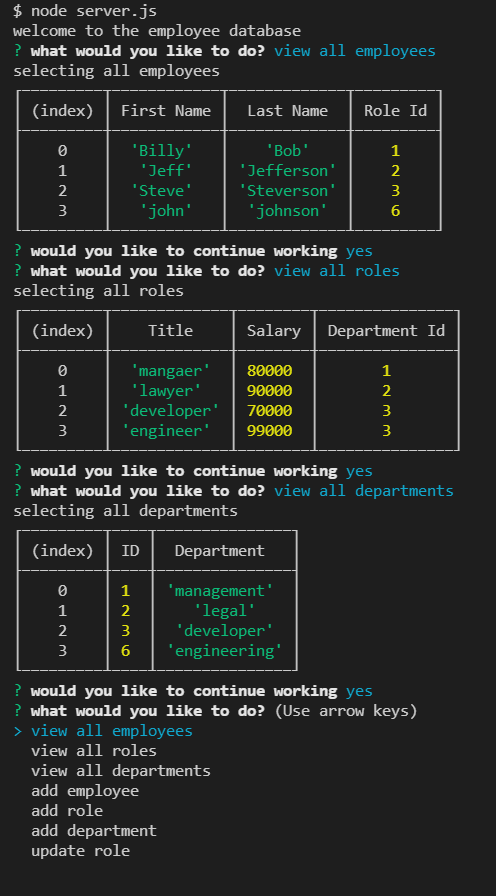 $ node server.js
welcome to the employee database
? what would you like to do? view all employees
selecting all employees
(index) First Name Last Name Role Id
0 'Billy' 'Bob' 1
1 'Jeff' 'Jefferson' 2
2 'Steve' 'Steverson' 3
3 'john' 'johnson' 6
? would you like to continue working yes
? what would you like to do? view all roles
selecting all roles
(index) Title Salary Department Id
0 'mangaer' 80000 1
1 'lawyer' 90000 2
2 'developer' 70000 3
3 'engineer' 99000 3
? would you like to continue working yes
? what would you like to do? view all departments
selecting all departments
(index) ID Department
0 1 'management'
1 2 'legal'
2 3 'developer'
3 6 'engineering'
? would you like to continue working yes
? what would you like to do? (Use arrow keys)
> view all employees
view all roles
view all departments
add employee
add role
add department
update role